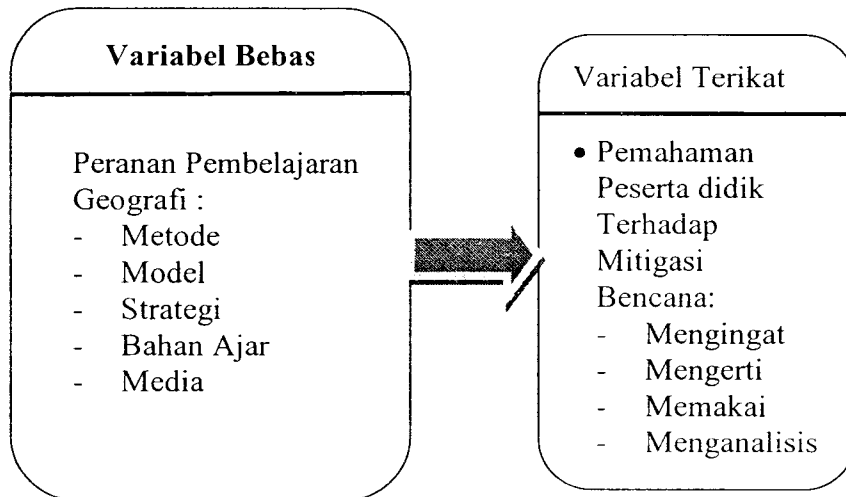 Variabel Bebas
Peranan Pembelajaran
Geografi :
- Metode
- Model
- Strategi
- Bahan Ajar
- Media
Variabel Terikat
• Pemahaman
Peserta didik
Terhadap
Mitigasi
Bencana:
- Mengingat
- Mengerti
- Memakai
- Menganalisis